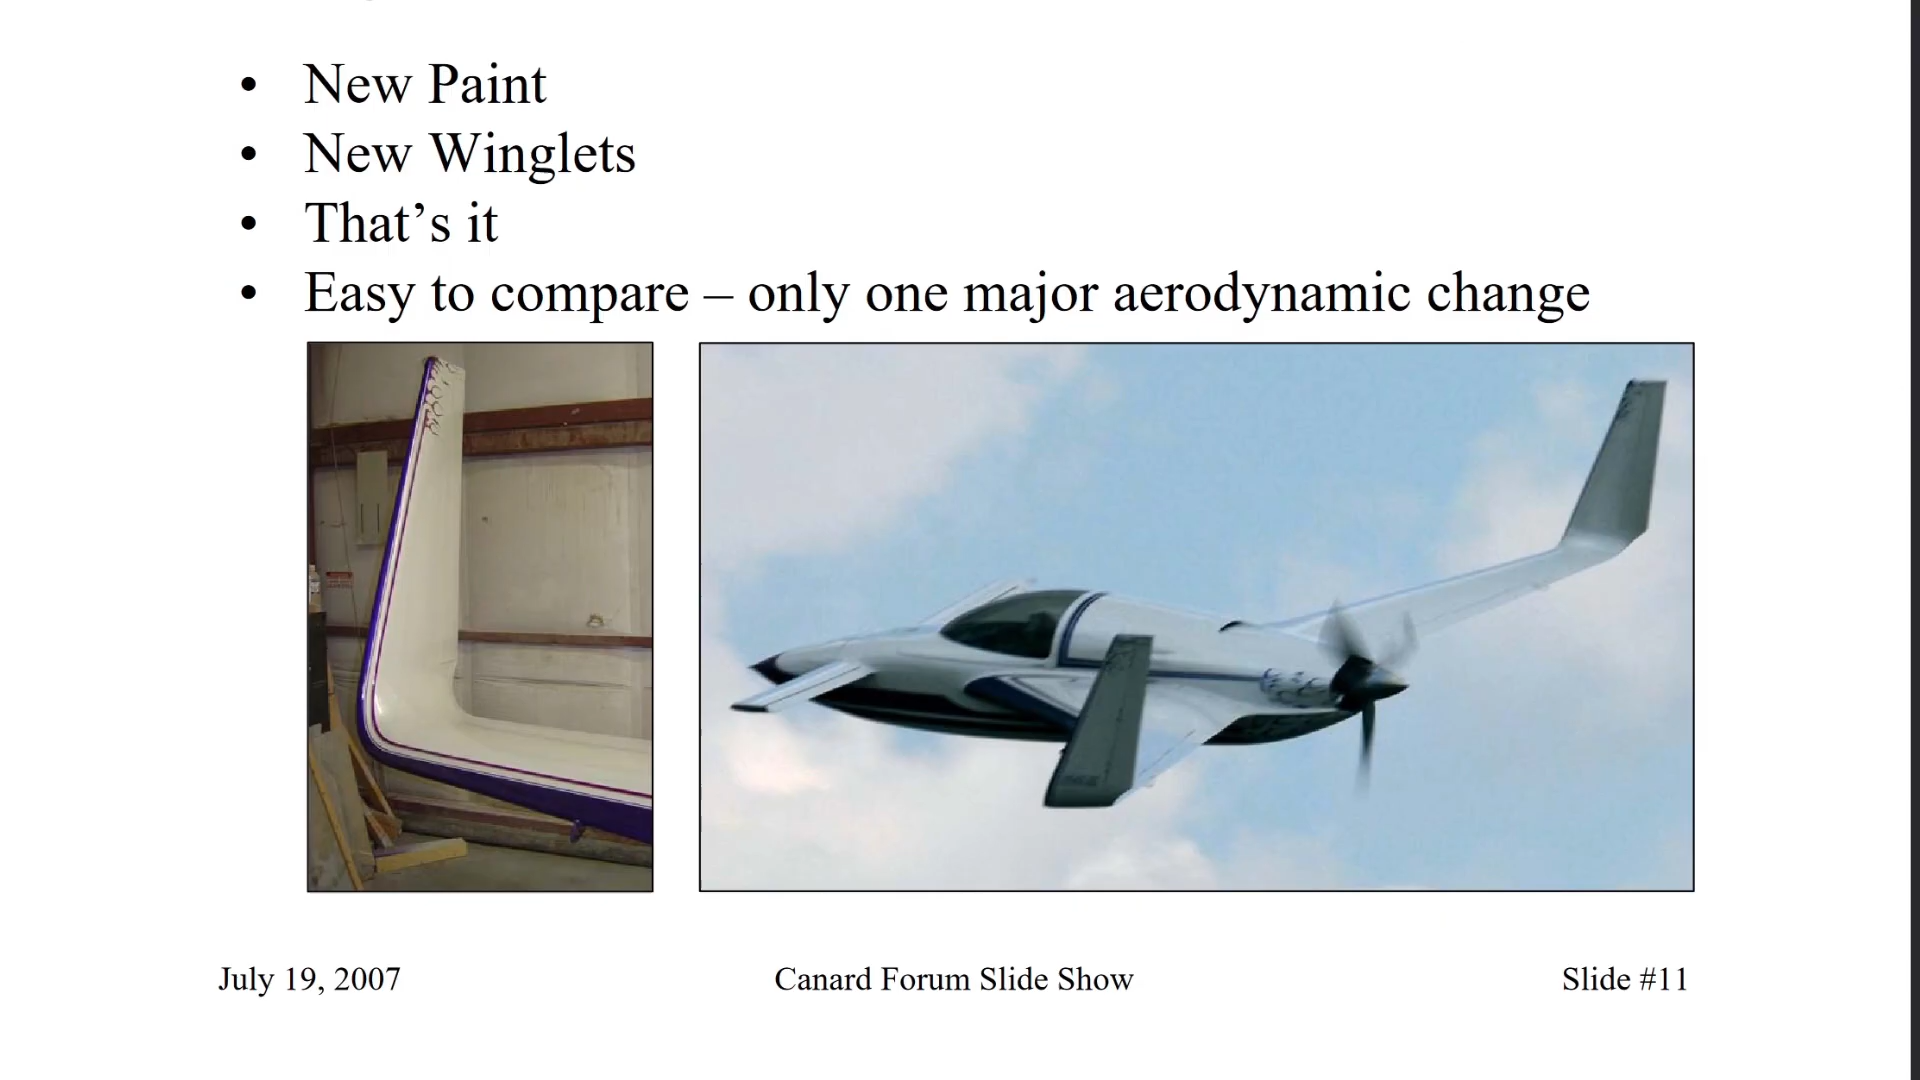 • New Paint
• New Winglets
• That’s it
• Easy to compare – only one major aerodynamic change
July 19, 2007
Canard Forum Slide Show
Slide #11